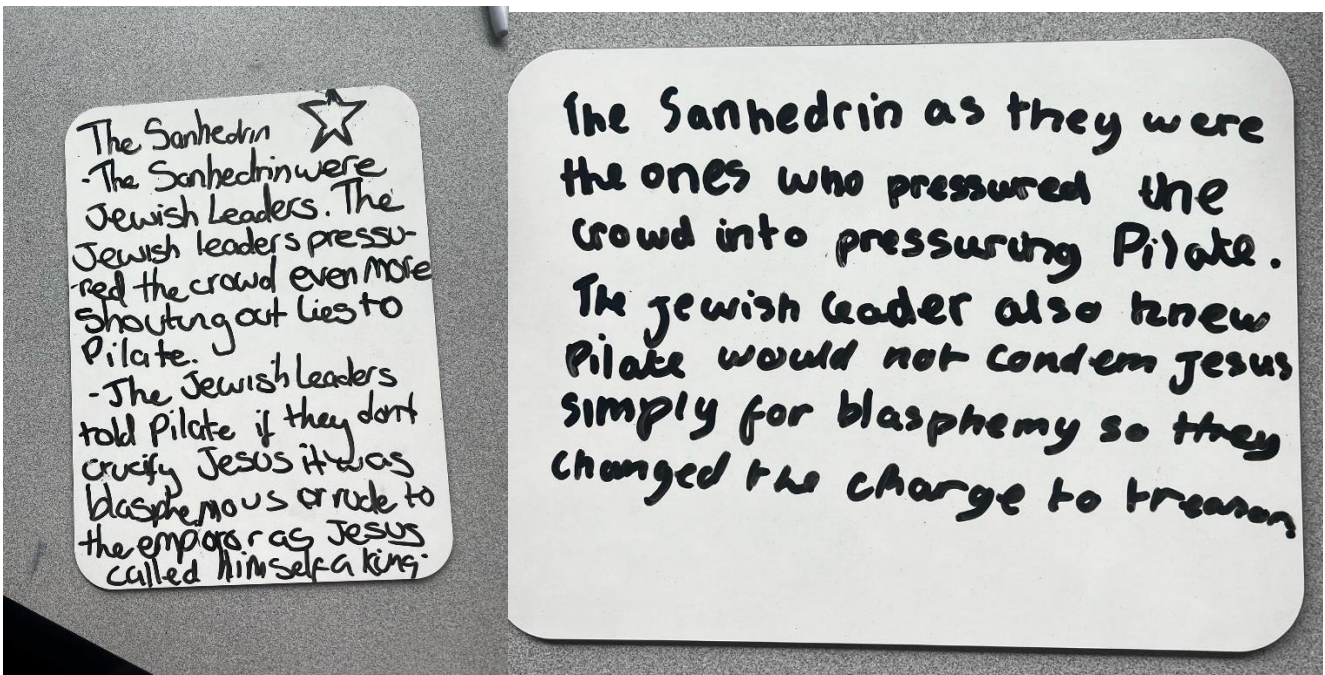 The Sanhedrin
-The Sanhedrin were
Jewish Leaders. The
Jewish leaders pressu-
-red the crowd even more
shouting out lies to
Pilate.
-The Jewish Leaders
told Pilate if they dont
crucify Jesus it was
blasphemous or rude to
the emporor as Jesus
called himself a king.
The Sanhedrin as they were
the ones who pressured the
crowd into pressuring Pilate.
The jewish leader also knew
Pilate would not condem Jesus
simply for blasphemy so they
changed the charge to treason